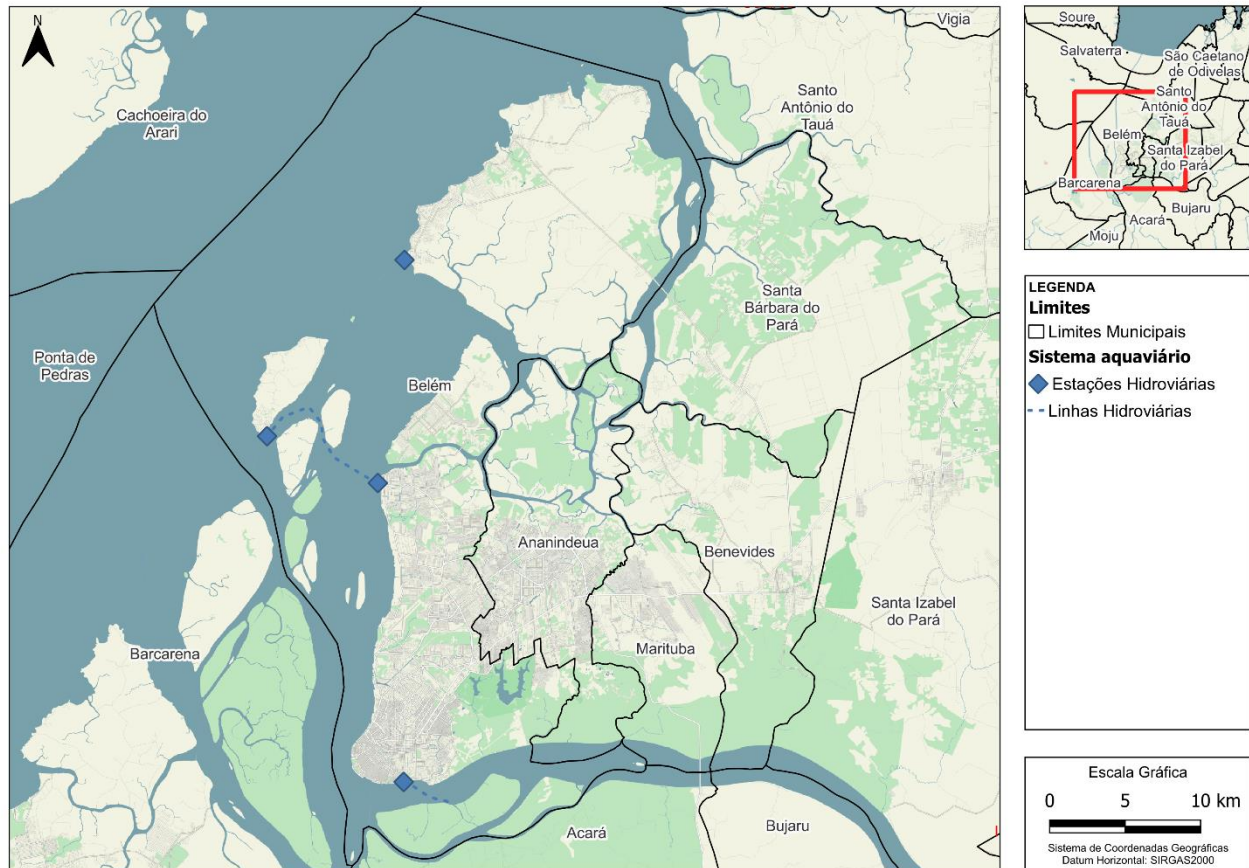 N
Vigia
Cachoeira do
Arari
Santo
Antônio do
Tauá
Santa
Bárbara do
Pará
Ponta de
Pedras
Belém
Ananindeua
Benevides
Santa Izabel
do Pará
Marituba
Barcarena
Acará
Bujaru
Soure
Salvaterra
São Caetano
de Odivelas
Santo
Antônio do
Tauá
Belém
Santa Izabel
do Pará
Barcarena
Bujaru
Acará
Moju
LEGENDA
Limites
Limites Municipais
Sistema aquaviário
Estações Hidroviárias
Linhas Hidroviárias
Escala Gráfica
0 5 10 km
Sistema de Coordenadas Geográficas
Datum Horizontal: SIRGAS2000